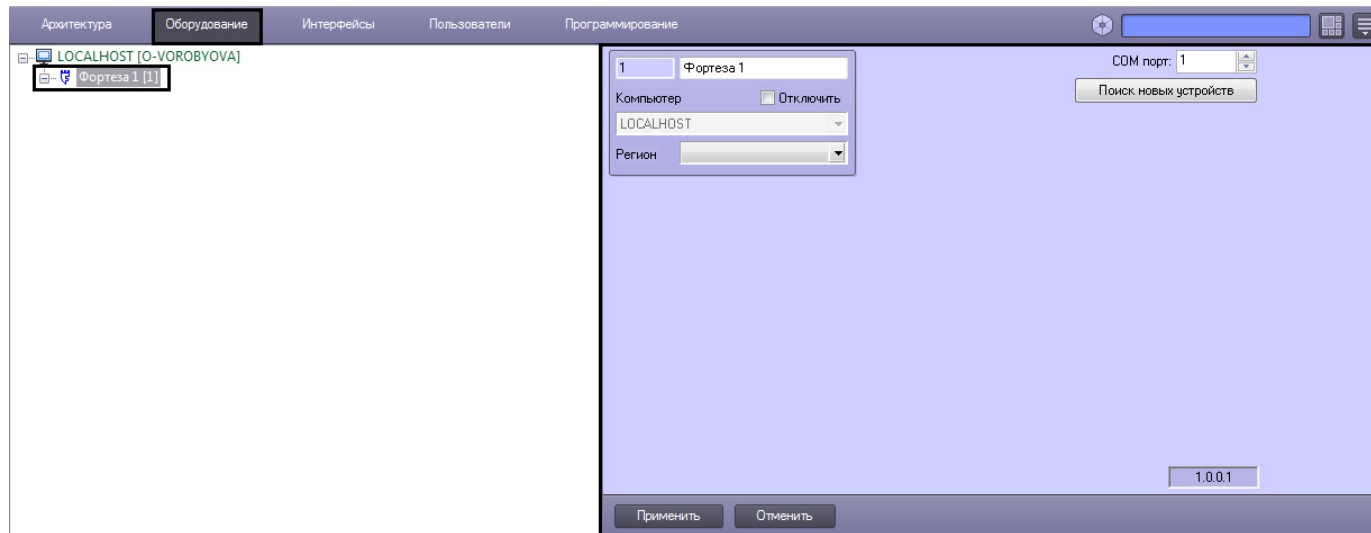 Архитектура Оборудование Интерфейсы Пользователи Программирование
LOCALHOST [O-VOROBYOVA]
Фортеза 1 [1]
1 Фортеза 1
Компьютер Отключить
LOCALHOST
Регион
COM порт: 1
Поиск новых устройств
1.0.0.1
Применить Отменить